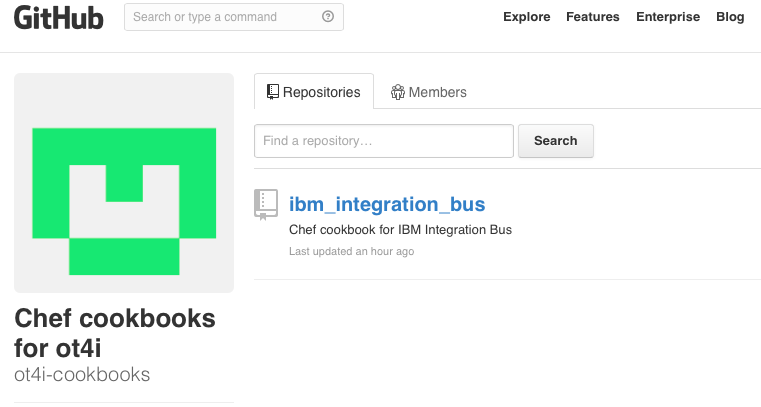 GitHub
Search or type a command
Explore Features Enterprise Blog
Repositories
Members
Find a repository...
Search
ibm_integration_bus
Chef cookbook for IBM Integration Bus
Last updated an hour ago
Chef cookbooks
for ot4i
ot4i-cookbooks